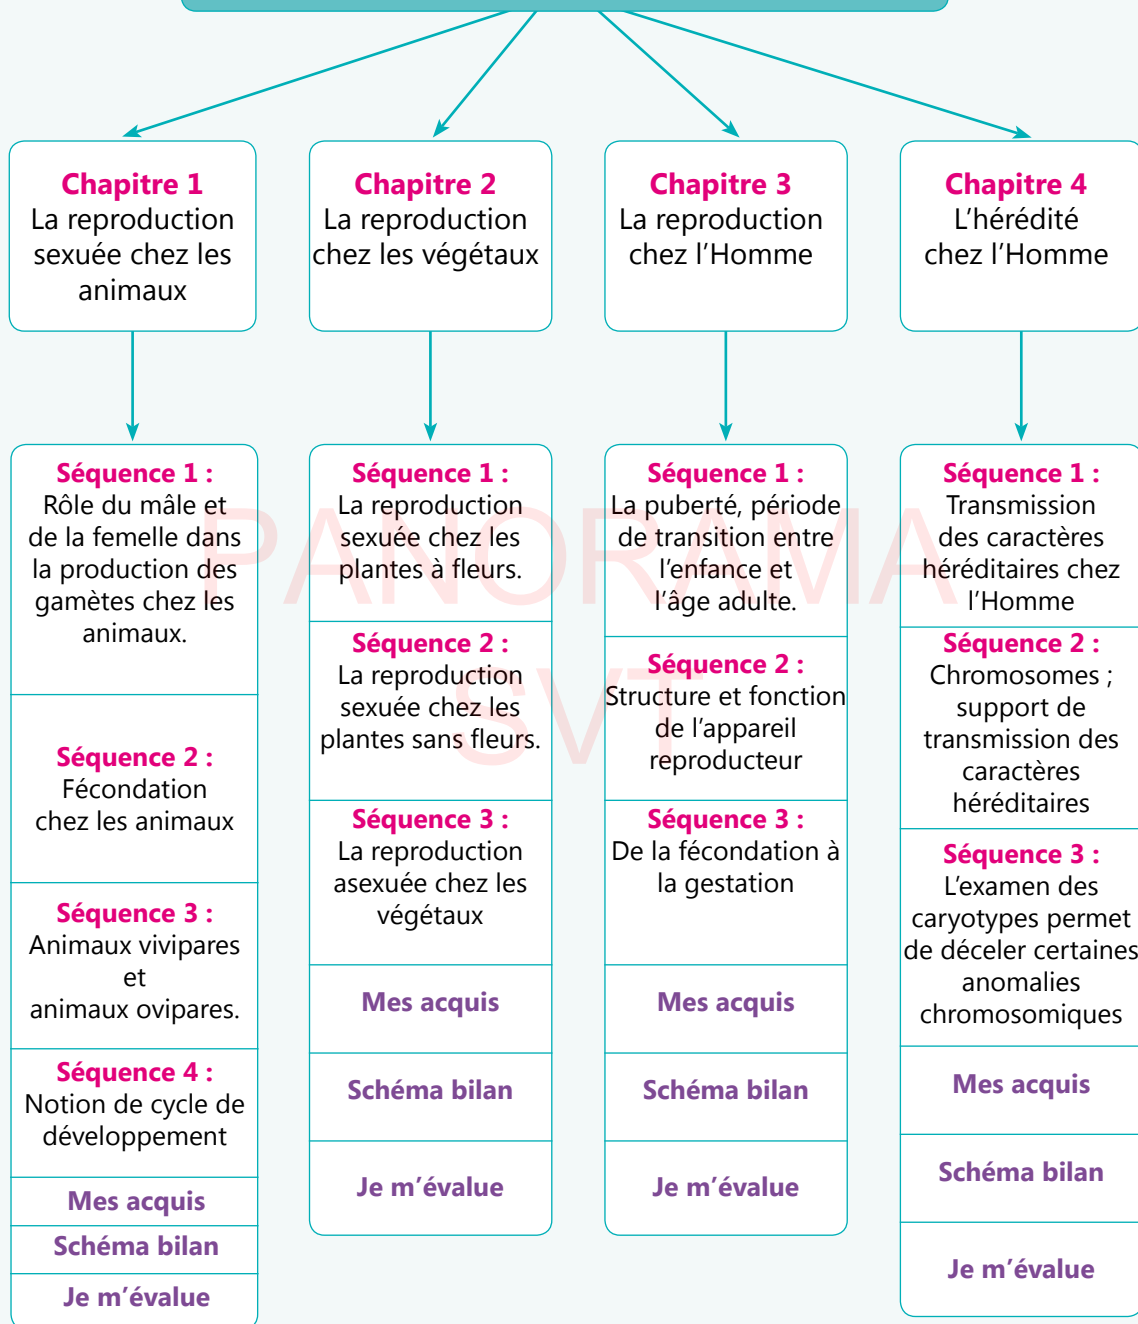 Chapitre 1
La reproduction
sexuée chez les
animaux
Chapitre 2
La reproduction
chez les végétaux
Chapitre 3
La reproduction
chez l’Homme
Chapitre 4
L’hérédité
chez l’Homme
Séquence 1 :
Rôle du mâle et
de la femelle dans
la production des
gamètes chez les
animaux.
Séquence 2 :
Fécondation
chez les animaux
Séquence 3 :
Animaux vivipares
et
animaux ovipares.
Séquence 4 :
Notion de cycle de
développement
Mes acquis
Schéma bilan
Je m’évalue
Séquence 1 :
La reproduction
sexuée chez les
plantes à fleurs.
Séquence 2 :
La reproduction
sexuée chez les
plantes sans fleurs.
Séquence 3 :
La reproduction
asexuée chez les
végétaux
Mes acquis
Schéma bilan
Je m’évalue
Séquence 1 :
La puberté, période
de transition entre
l’enfance et
l’âge adulte.
Séquence 2 :
Structure et fonction
de l’appareil
reproducteur
Séquence 3 :
De la fécondation à
la gestation
Mes acquis
Schéma bilan
Je m’évalue
Séquence 1 :
Transmission
des caractères
héréditaires chez
l’Homme
Séquence 2 :
Chromosomes ;
support de
transmission des
caractères
héréditaires
Séquence 3 :
L’examen des
caryotypes permet
de déceler certaines
anomalies
chromosomiques
Mes acquis
Schéma bilan
Je m’évalue
PANORAMA
SVT